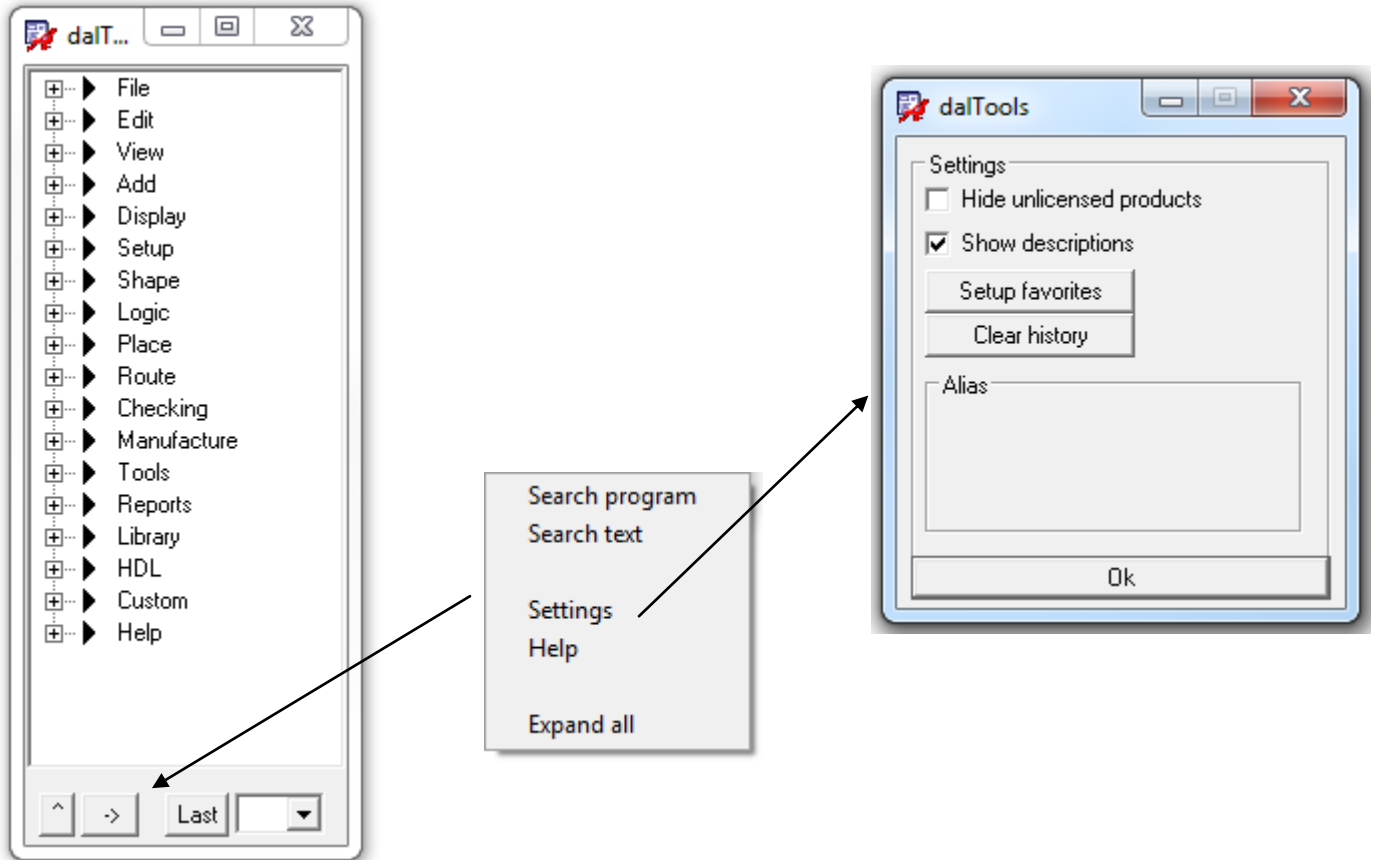 dalT...
File
Edit
View
Add
Display
Setup
Shape
Logic
Place
Route
Checking
Manufacture
Tools
Reports
Library
HDL
Custom
Help
^ -> Last
Search program
Search text
Settings
Help
Expand all
dalTools
Settings
Hide unlicensed products
Show descriptions
Setup favorites
Clear history
Alias
Ok